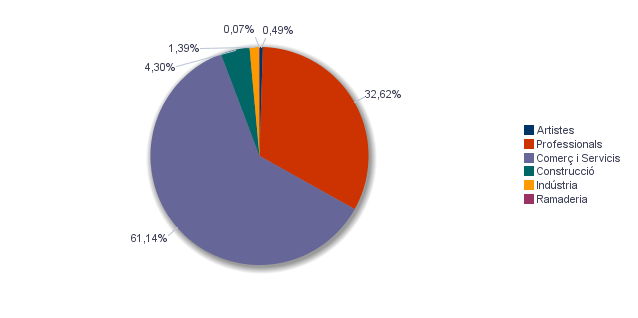 0,07%
0,49%
1,39%
4,30%
32,62%
61,14%
Artistes
Professionals
Comerç i Servicis
Construcció
Indústria
Ramaderia